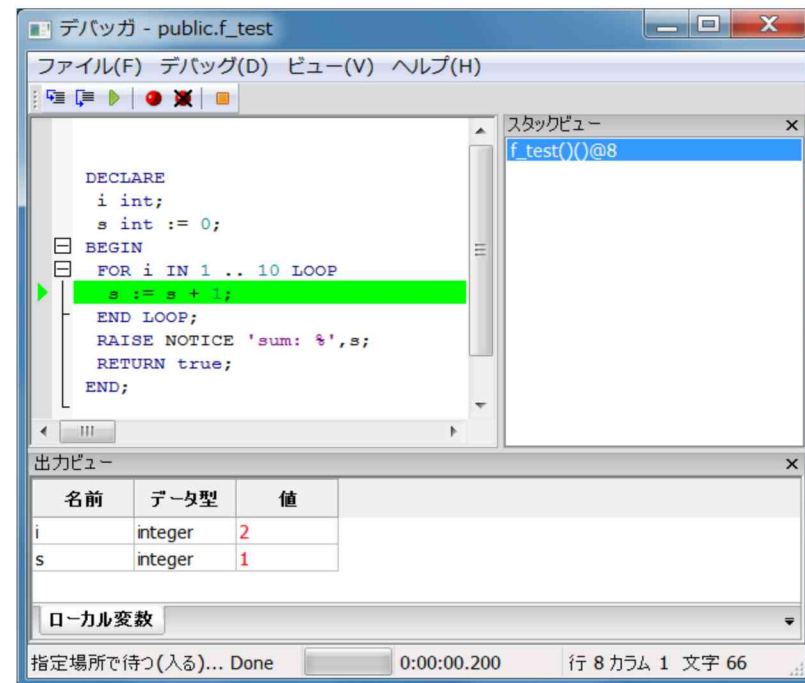 デバッガ - public.f_test
ファイル(F) デバッグ(D) ビュー(V) ヘルプ(H)
DECLARE
i int;
s int := 0;
BEGIN
FOR i IN 1 .. 10 LOOP
s := s + 1;
END LOOP;
RAISE NOTICE 'sum: %',s;
RETURN true;
END;
スタックビュー
f_test()()@8
出力ビュー
名前 データ型 値
i integer 2
s integer 1
ローカル変数
指定場所で待つ(入る)... Done 0:00:00.200 行 8 カラム 1 文字 66